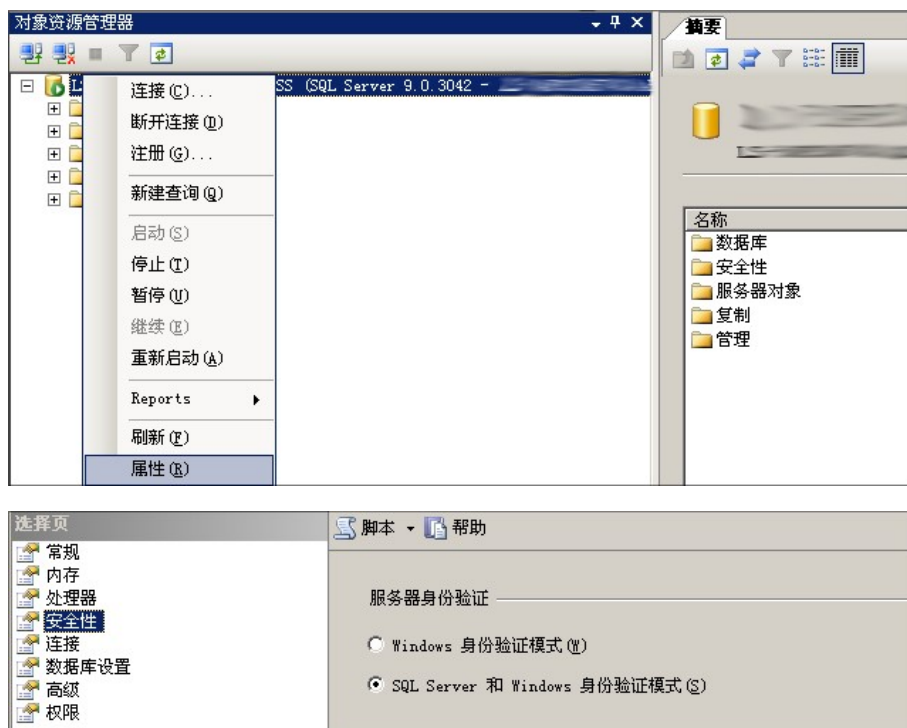 对象资源管理器
SS (SQL Server 9.0.3042 -
连接(C)...
断开连接(D)
注册(G)...
新建查询(Q)
启动(S)
停止(T)
暂停(U)
继续(E)
重新启动(A)
Reports
刷新(F)
属性(R)
摘要
名称
数据库
安全性
服务器对象
复制
管理
选择页
常规
内存
处理器
安全性
连接
数据库设置
高级
权限
脚本 帮助
服务器身份验证
Windows 身份验证模式(W)
SQL Server 和 Windows 身份验证模式(S)